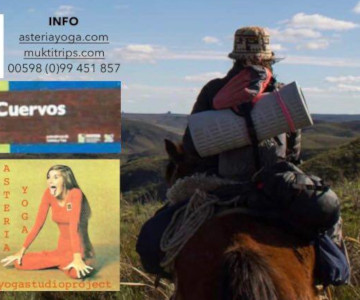 INFO
asteriayoga.com
muktitrips.com
00598 (0)99 451 857
Cuervos
ASTERIA
YOGA
yogastudioproject